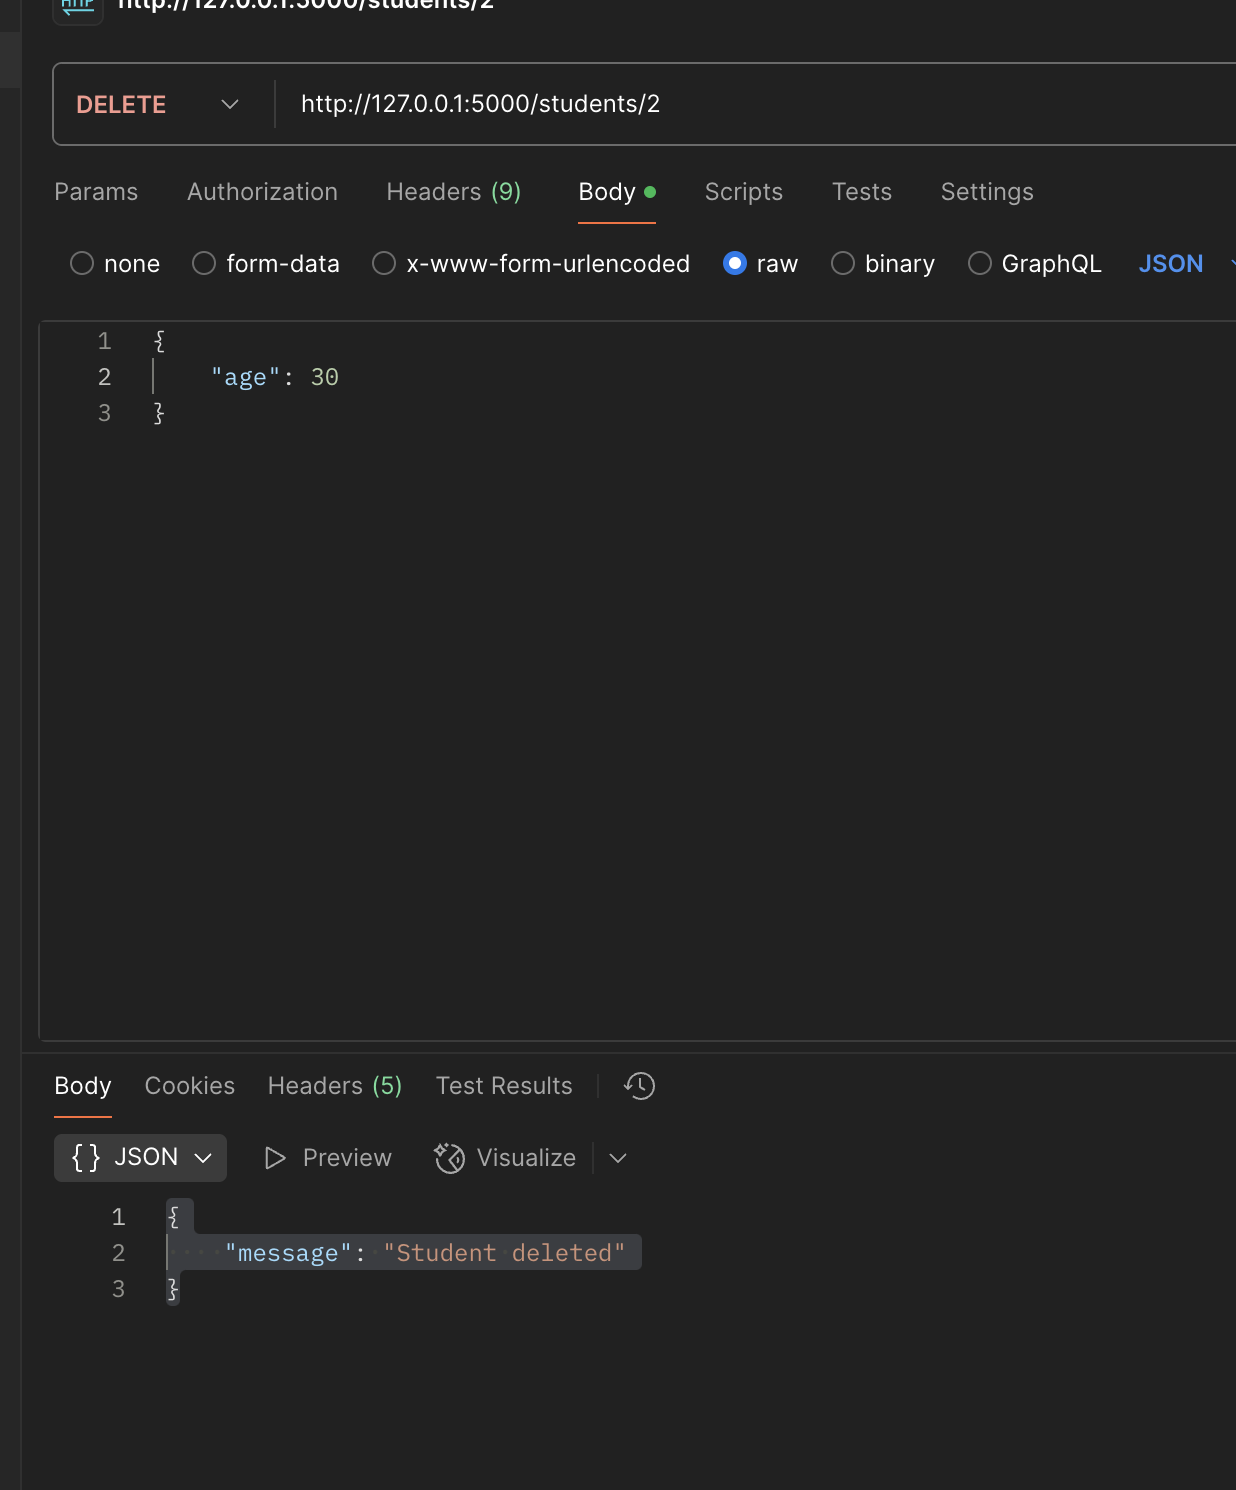 HTTP http://127.0.0.1:5000/students/2
DELETE http://127.0.0.1:5000/students/2
Params Authorization Headers (9) Body Scripts Tests Settings
none form-data x-www-form-urlencoded raw binary GraphQL JSON
1 {
2 "age": 30
3 }
Body Cookies Headers (5) Test Results
{} JSON Preview Visualize
1 {
2 "message": "Student deleted"
3 }